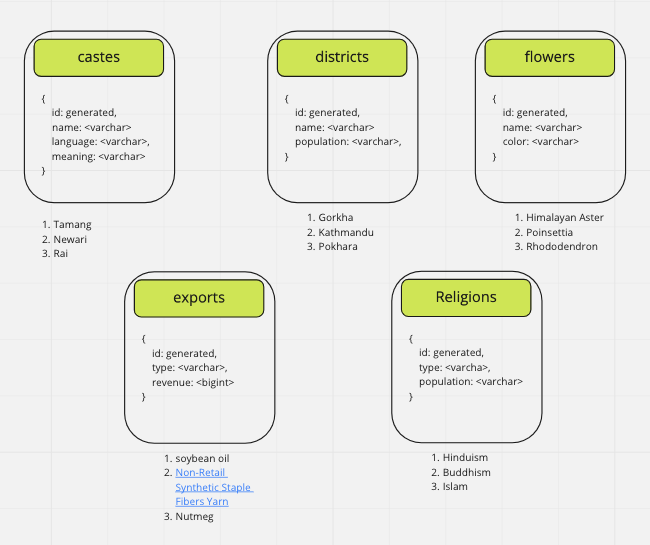 castes
{
id: generated,
name: <varchar>
language: <varchar>,
meaning: <varchar>
}
1. Tamang
2. Newari
3. Rai
districts
{
id: generated,
name: <varchar>
population: <varchar>,
}
1. Gorkha
2. Kathmandu
3. Pokhara
flowers
{
id: generated,
name: <varchar>
color: <varchar>
}
1. Himalayan Aster
2. Poinsettia
3. Rhododendron
exports
{
id: generated,
type: <varchar>,
revenue: <bigint>
}
1. soybean oil
2. Non-Retail
Synthetic Staple
Fibers Yarn
3. Nutmeg
Religions
{
id: generated,
type: <varcha>,
population: <varchar>
}
1. Hinduism
2. Buddhism
3. Islam